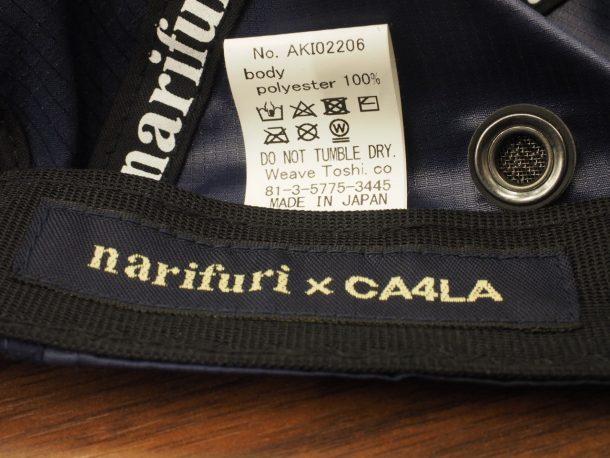 narifuri
No. AKI02206
body
polyester 100%
DO NOT TUMBLE DRY.
Weave Toshi. co
81-3-5775-3445
MADE IN JAPAN
narifuri x CA4LA